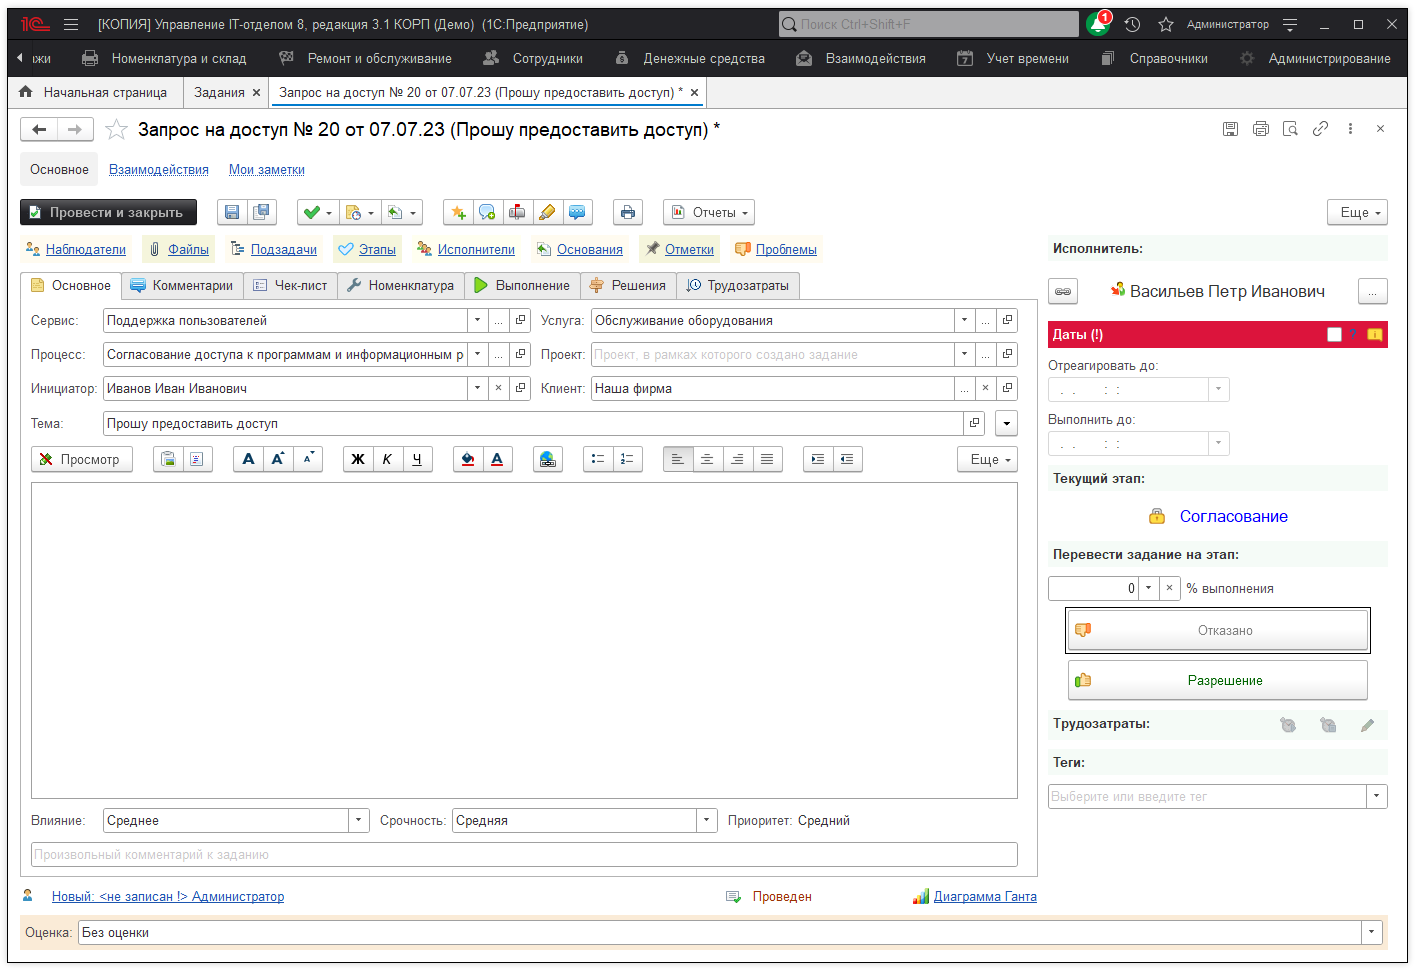 [КОПИЯ] Управление IT-отделом 8, редакция 3.1 КОРП (Демо) (1С:Предприятие)
Поиск Ctrl+Shift+F
1
Администратор
жи
Номенклатура и склад
Ремонт и обслуживание
Сотрудники
Денежные средства
Взаимодействия
Учет времени
Справочники
Администрирование
Начальная страница
Задания
Запрос на доступ № 20 от 07.07.23 (Прошу предоставить доступ) *
Запрос на доступ № 20 от 07.07.23 (Прошу предоставить доступ) *
Основное
Взаимодействия
Мои заметки
Провести и закрыть
Отчеты
Еще
Наблюдатели
Файлы
Подзадачи
Этапы
Исполнители
Основания
Отметки
Проблемы
Основное
Комментарии
Чек-лист
Номенклатура
Выполнение
Решения
Трудозатраты
Сервис: Поддержка пользователей ...
Услуга: Обслуживание оборудования ...
Процесс: Согласование доступа к программам и информационным р ...
Проект: Проект, в рамках которого создано задание ...
Инициатор: Иванов Иван Иванович
Клиент: Наша фирма ...
Тема: Прошу предоставить доступ
Просмотр
А А А
Ж К Ч
А
Еще
Влияние: Среднее
Срочность: Средняя
Приоритет: Средний
Произвольный комментарий к заданию
Новый: <не записан !> Администратор
Проведен
Диаграмма Ганта
Оценка: Без оценки
Исполнитель:
Васильев Петр Иванович ...
Даты (!) ?
Отреагировать до:
. . : :
Выполнить до:
. . : :
Текущий этап:
Согласование
Перевести задание на этап:
0 % выполнения
Отказано
Разрешение
Трудозатраты:
Теги:
Выберите или введите тег